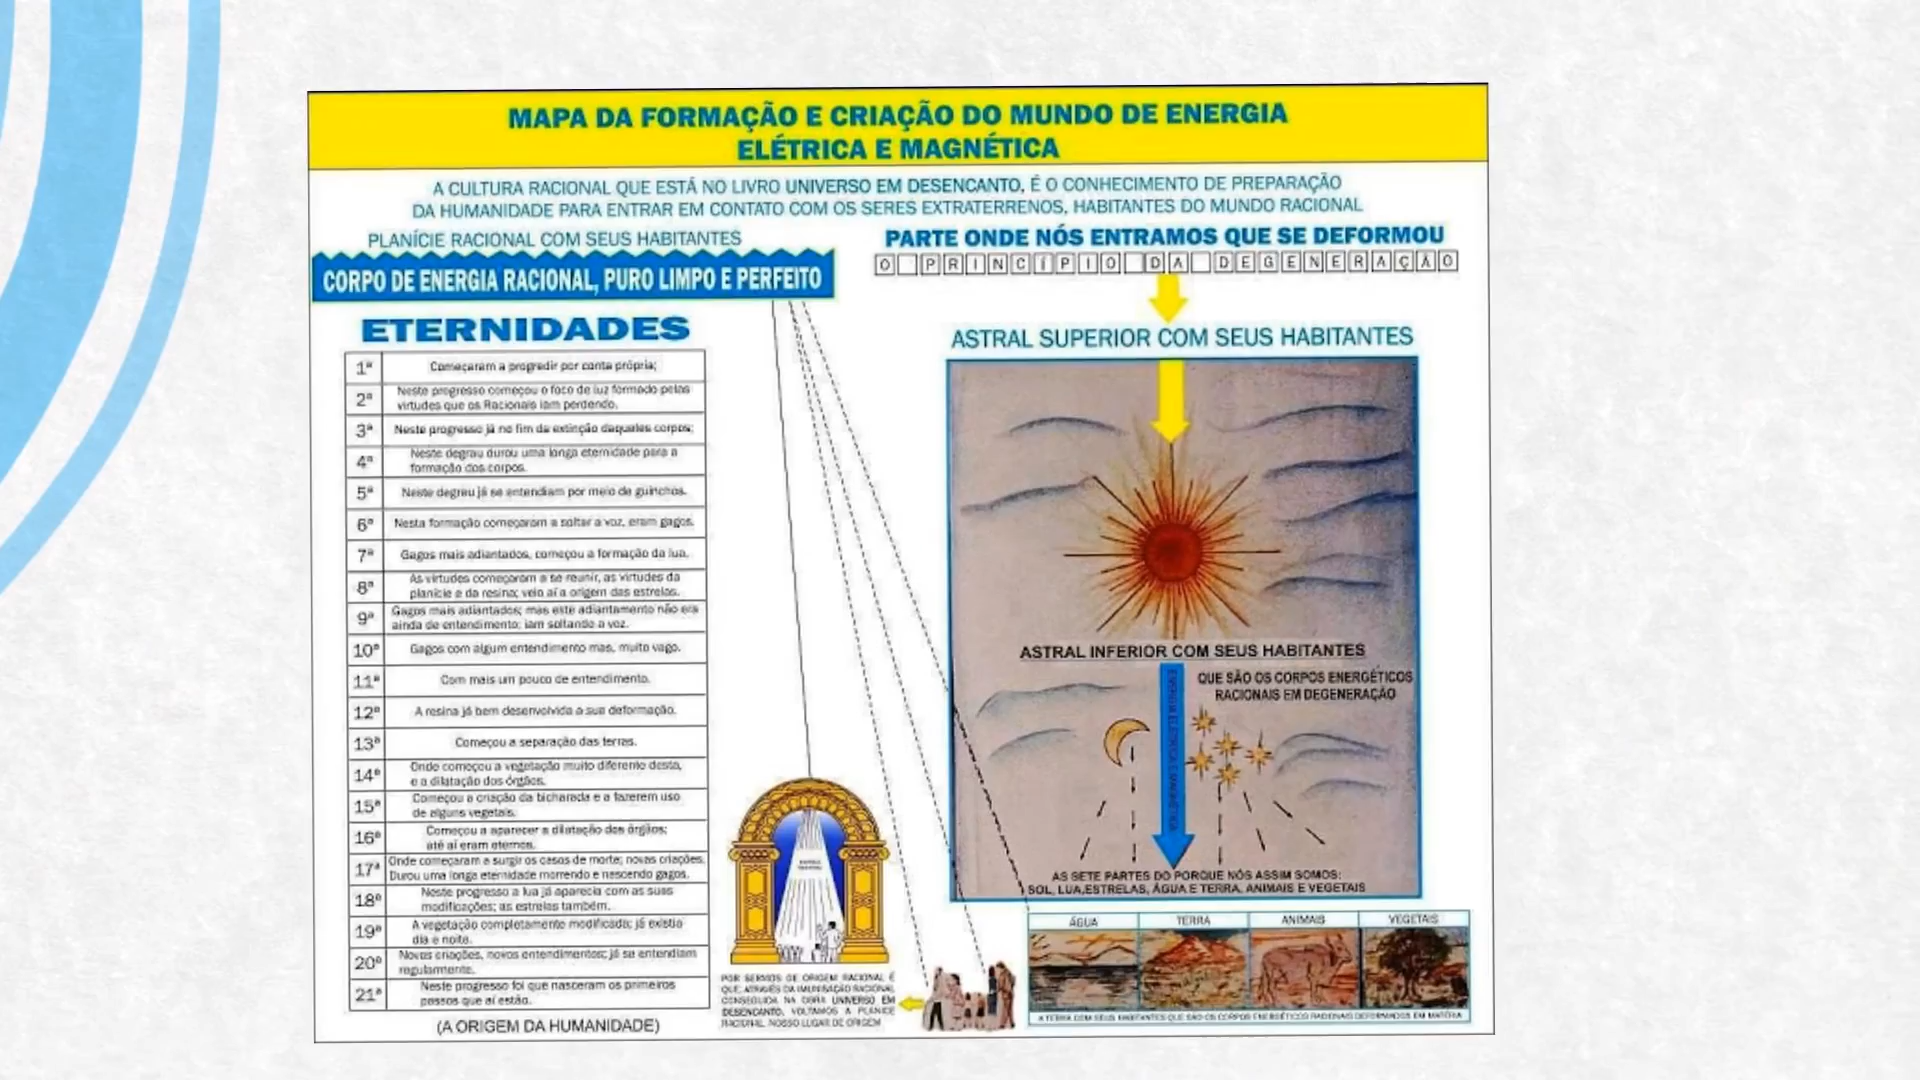 MAPA DA FORMAÇÃO E CRIAÇÃO DO MUNDO DE ENERGIA
ELÉTRICA E MAGNÉTICA
A CULTURA RACIONAL QUE ESTÁ NO LIVRO UNIVERSO EM DESENCANTO, É O CONHECIMENTO DE PREPARAÇÃO
DA HUMANIDADE PARA ENTRAR EM CONTATO COM OS SERES EXTRATERRENOS, HABITANTES DO MUNDO RACIONAL
PLANÍCIE RACIONAL COM SEUS HABITANTES
CORPO DE ENERGIA RACIONAL, PURO LIMPO E PERFEITO
ETERNIDADES
1ª Começaram a progredir por conta própria;
2ª Neste progresso começou o foco de luz formado pelas
virtudes que os Racionais iam perdendo.
3ª Neste progresso já no fim da extinção daqueles corpos;
4ª Neste degrau durou uma longa eternidade para a
formação dos corpos.
5ª Neste degrau já se entendiam por meio de guinchos.
6ª Nesta formação começaram a soltar a voz, eram gagos.
7ª Gagos mais adiantados, começou a formação da lua.
8ª As virtudes começaram a se reunir, as virtudes da
planície e da resina; veio aí a origem das estrelas.
9ª Gagos mais adiantados; mas este adiantamento não era
ainda de entendimento; iam soltando a voz.
10ª Gagos com algum entendimento mas, muito vago.
11ª Com mais um pouco de entendimento.
12ª A resina já bem desenvolvida a sua deformação.
13ª Começou a separação das terras.
14ª Onde começou a vegetação muito diferente desta,
e a dilatação dos órgãos.
15ª Começou a criação da bicharada e a fazerem uso
de alguns vegetais.
16ª Começou a aparecer a dilatação dos órgãos;
até aí eram eternos.
17ª Onde começaram a surgir os casos de morte; novas criações.
Durou uma longa eternidade morrendo e nascendo gagos.
18ª Neste progresso a lua já aparecia com as suas
modificações; as estrelas também.
19ª A vegetação completamente modificada; já existia
dia e noite.
20ª Novas criações, novos entendimentos; já se entendiam
regularmente.
21ª Neste progresso foi que nasceram os primeiros
passos que aí estão.
(A ORIGEM DA HUMANIDADE)
POR SERMOS DE ORIGEM RACIONAL É
QUE, ATRAVÉS DA IMUNIZAÇÃO RACIONAL
CONSEGUIDA NA OBRA UNIVERSO EM
DESENCANTO, VOLTAMOS A PLANÍCIE
RACIONAL, NOSSO LUGAR DE ORIGEM
PARTE ONDE NÓS ENTRAMOS QUE SE DEFORMOU
O PRINCÍPIO DA DEGENERAÇÃO
ASTRAL SUPERIOR COM SEUS HABITANTES
ASTRAL INFERIOR COM SEUS HABITANTES
QUE SÃO OS CORPOS ENERGÉTICOS
RACIONAIS EM DEGENERAÇÃO
ENERGIA ELÉTRICA E MAGNÉTICA
AS SETE PARTES DO PORQUE NÓS ASSIM SOMOS:
SOL, LUA,ESTRELAS, ÁGUA E TERRA, ANIMAIS E VEGETAIS
ÁGUA TERRA ANIMAIS VEGETAIS
A TERRA COM SEUS HABITANTES QUE SÃO OS CORPOS ENERGÉTICOS RACIONAIS DEFORMADOS EM MATÉRIA